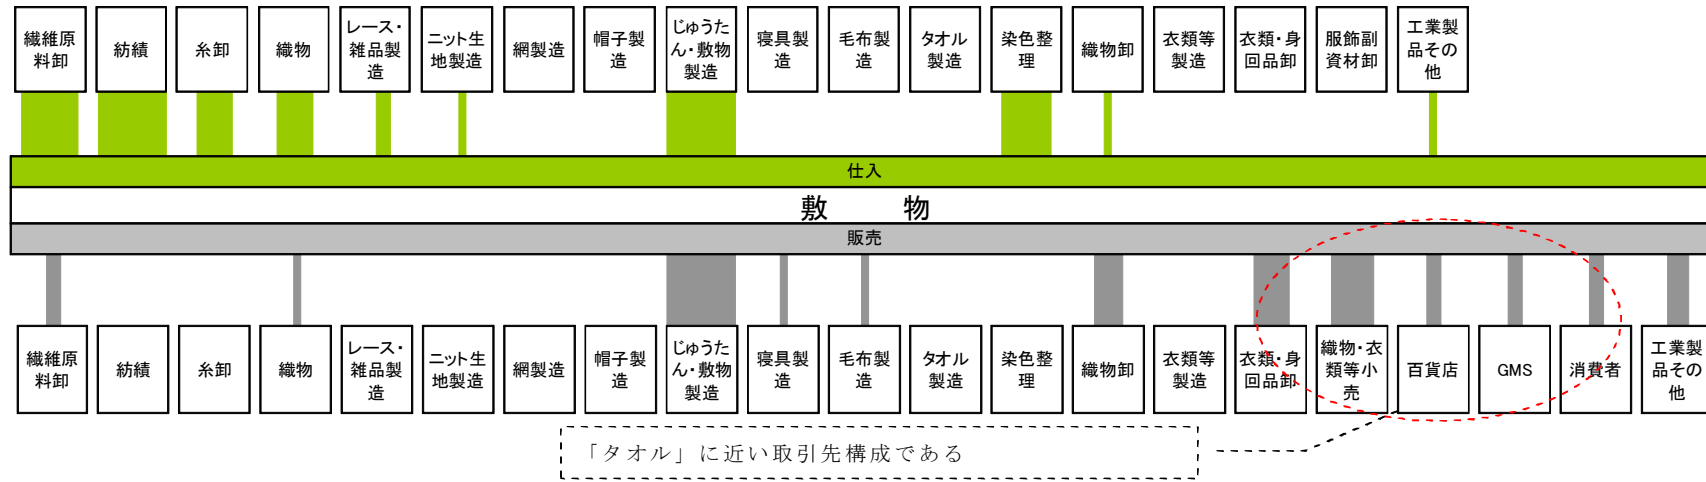 繊維原
料卸
紡績
糸卸
織物
レース・
雑品製
造
ニット生
地製造
網製造
帽子製
造
じゅうた
ん・敷物
製造
寝具製
造
毛布製
造
タオル
製造
染色整
理
織物卸
衣類等
製造
衣類・身
回品卸
服飾副
資材卸
工業製
品その
他
仕入
敷　　物
販売
繊維原
料卸
紡績
糸卸
織物
レース・
雑品製
造
ニット生
地製造
網製造
帽子製
造
じゅうた
ん・敷物
製造
寝具製
造
毛布製
造
タオル
製造
染色整
理
織物卸
衣類等
製造
衣類・身
回品卸
織物・衣
類等小
売
百貨店
GMS
消費者
工業製
品その
他
「タオル」に近い取引先構成である